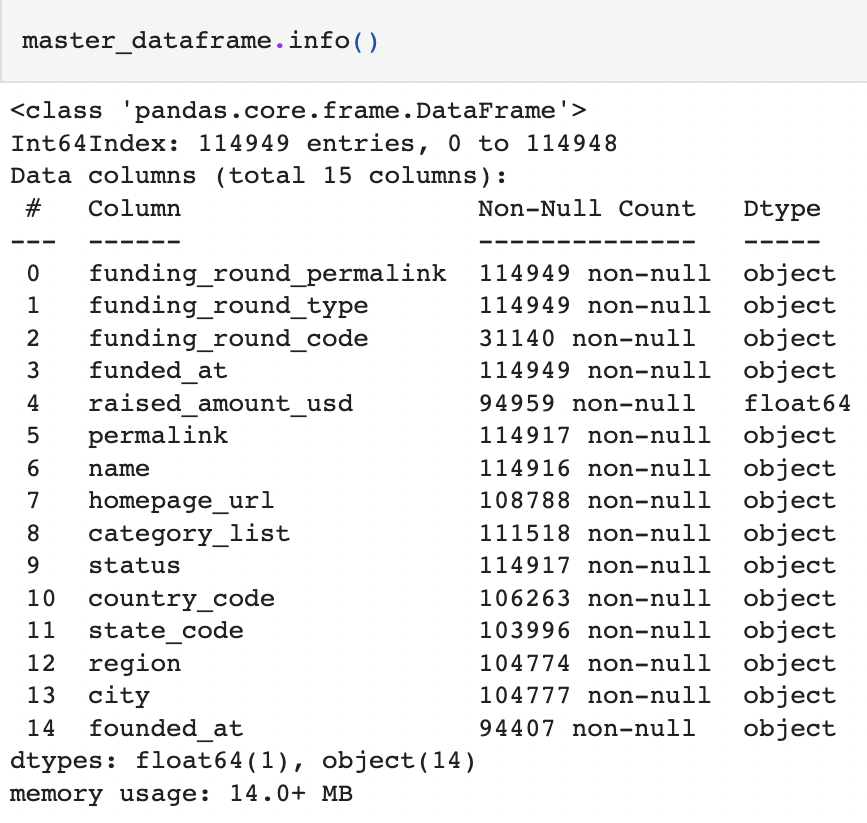 master_dataframe.info()
<class 'pandas.core.frame.DataFrame'>
Int64Index: 114949 entries, 0 to 114948
Data columns (total 15 columns):
 #   Column                   Non-Null Count   Dtype
---  ------                   --------------   -----
 0   funding_round_permalink  114949 non-null  object
 1   funding_round_type       114949 non-null  object
 2   funding_round_code       31140 non-null   object
 3   funded_at                114949 non-null  object
 4   raised_amount_usd        94959 non-null   float64
 5   permalink                114917 non-null  object
 6   name                     114916 non-null  object
 7   homepage_url             108788 non-null  object
 8   category_list            111518 non-null  object
 9   status                   114917 non-null  object
 10  country_code             106263 non-null  object
 11  state_code               103996 non-null  object
 12  region                   104774 non-null  object
 13  city                     104777 non-null  object
 14  founded_at               94407 non-null   object
dtypes: float64(1), object(14)
memory usage: 14.0+ MB